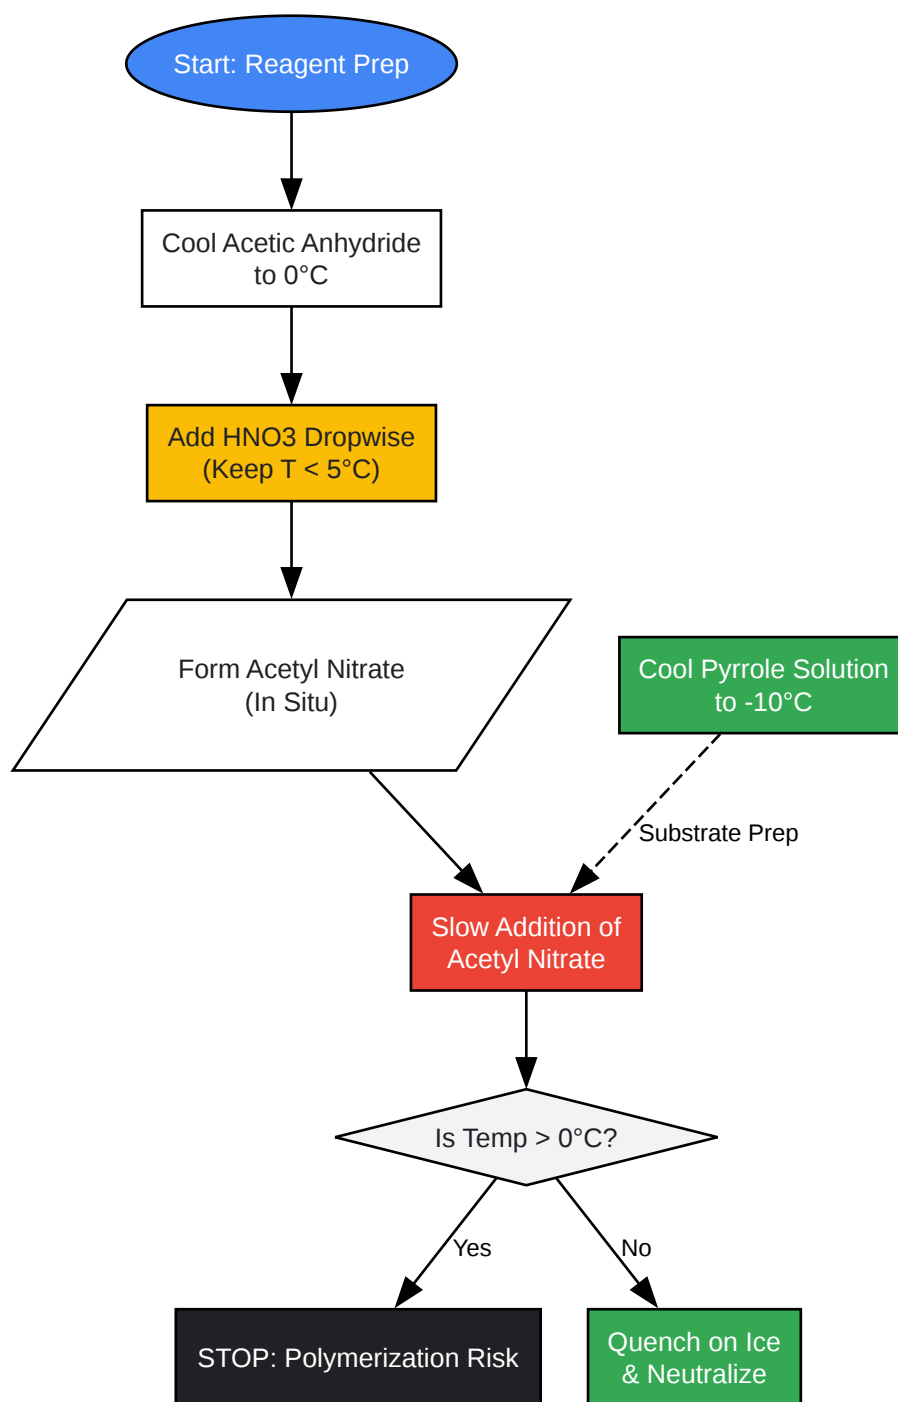 Start: Reagent Prep
Cool Acetic Anhydride
to 0°C
Add HNO3 Dropwise
(Keep T < 5°C)
Form Acetyl Nitrate
(In Situ)
Cool Pyrrole Solution
to -10°C
Substrate Prep
Slow Addition of
Acetyl Nitrate
Is Temp > 0°C?
Yes
No
STOP: Polymerization Risk
Quench on Ice
& Neutralize